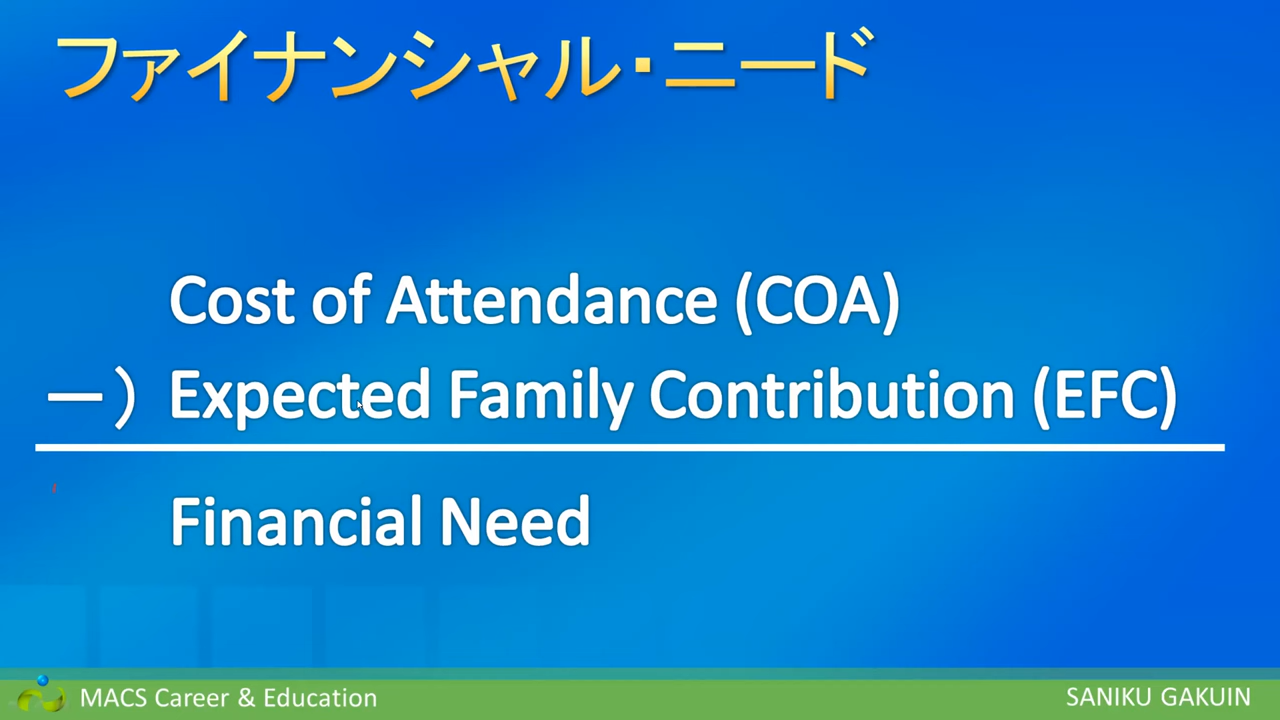 ファイナンシャル・ニード
Cost of Attendance (COA)
ー） Expected Family Contribution (EFC)
Financial Need
MACS Career & Education
SANIKU GAKUIN